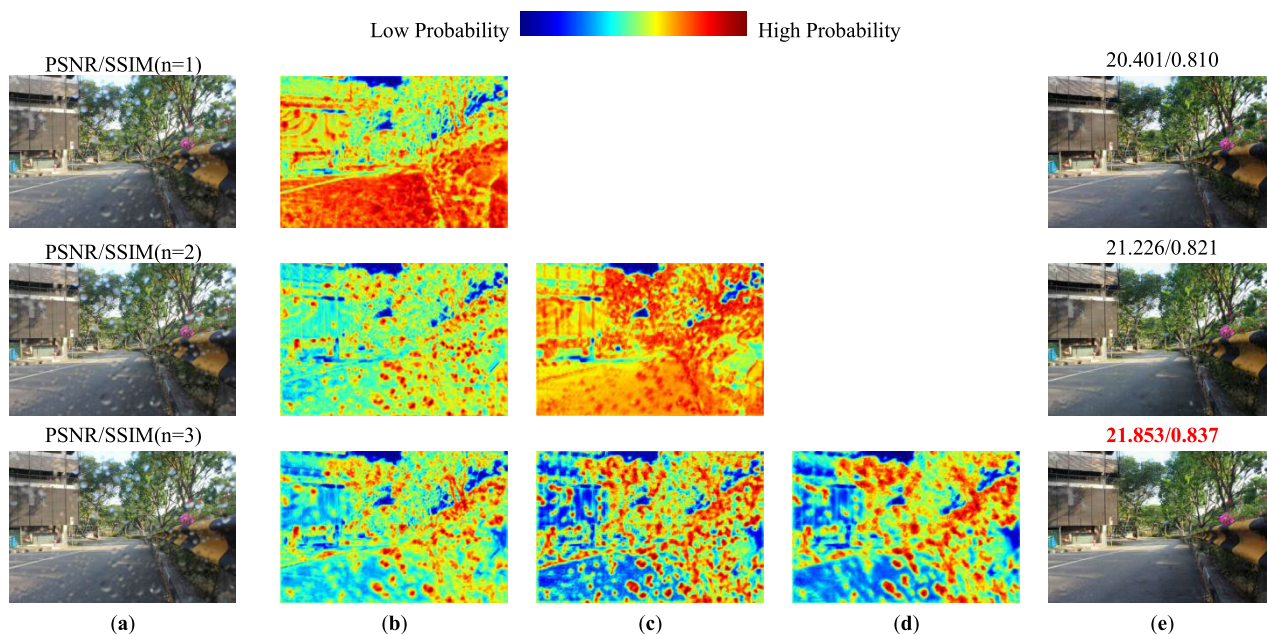 Low Probability High Probability
PSNR/SSIM(n=1) 20.401/0.810
PSNR/SSIM(n=2) 21.226/0.821
PSNR/SSIM(n=3) 21.853/0.837
(a) (b) (c) (d) (e)